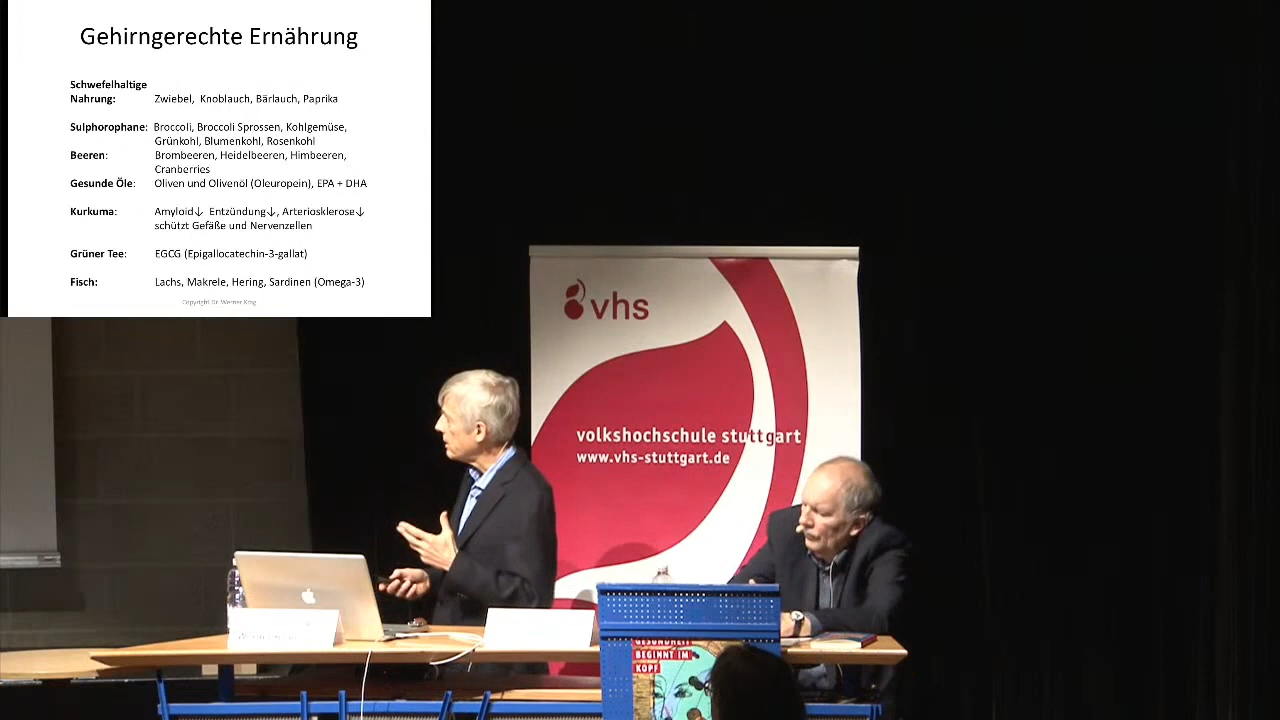 Gehirngerechte Ernährung
Schwefelhaltige
Nahrung: Zwiebel, Knoblauch, Bärlauch, Paprika
Sulphorophane: Broccoli, Broccoli Sprossen, Kohlgemüse,
Grünkohl, Blumenkohl, Rosenkohl
Beeren: Brombeeren, Heidelbeeren, Himbeeren,
Cranberries
Gesunde Öle: Oliven und Olivenöl (Oleuropein), EPA + DHA
Kurkuma: Amyloid↓ Entzündung↓, Arteriosklerose↓
schützt Gefäße und Nervenzellen
Grüner Tee: EGCG (Epigallocatechin-3-gallat)
Fisch: Lachs, Makrele, Hering, Sardinen (Omega-3)
Copyright Dr. Werner
vhs
volkshochschule stuttgart
www.vhs-stuttgart.de
GESUNDHEIT
BEGINNT IM
KOPF